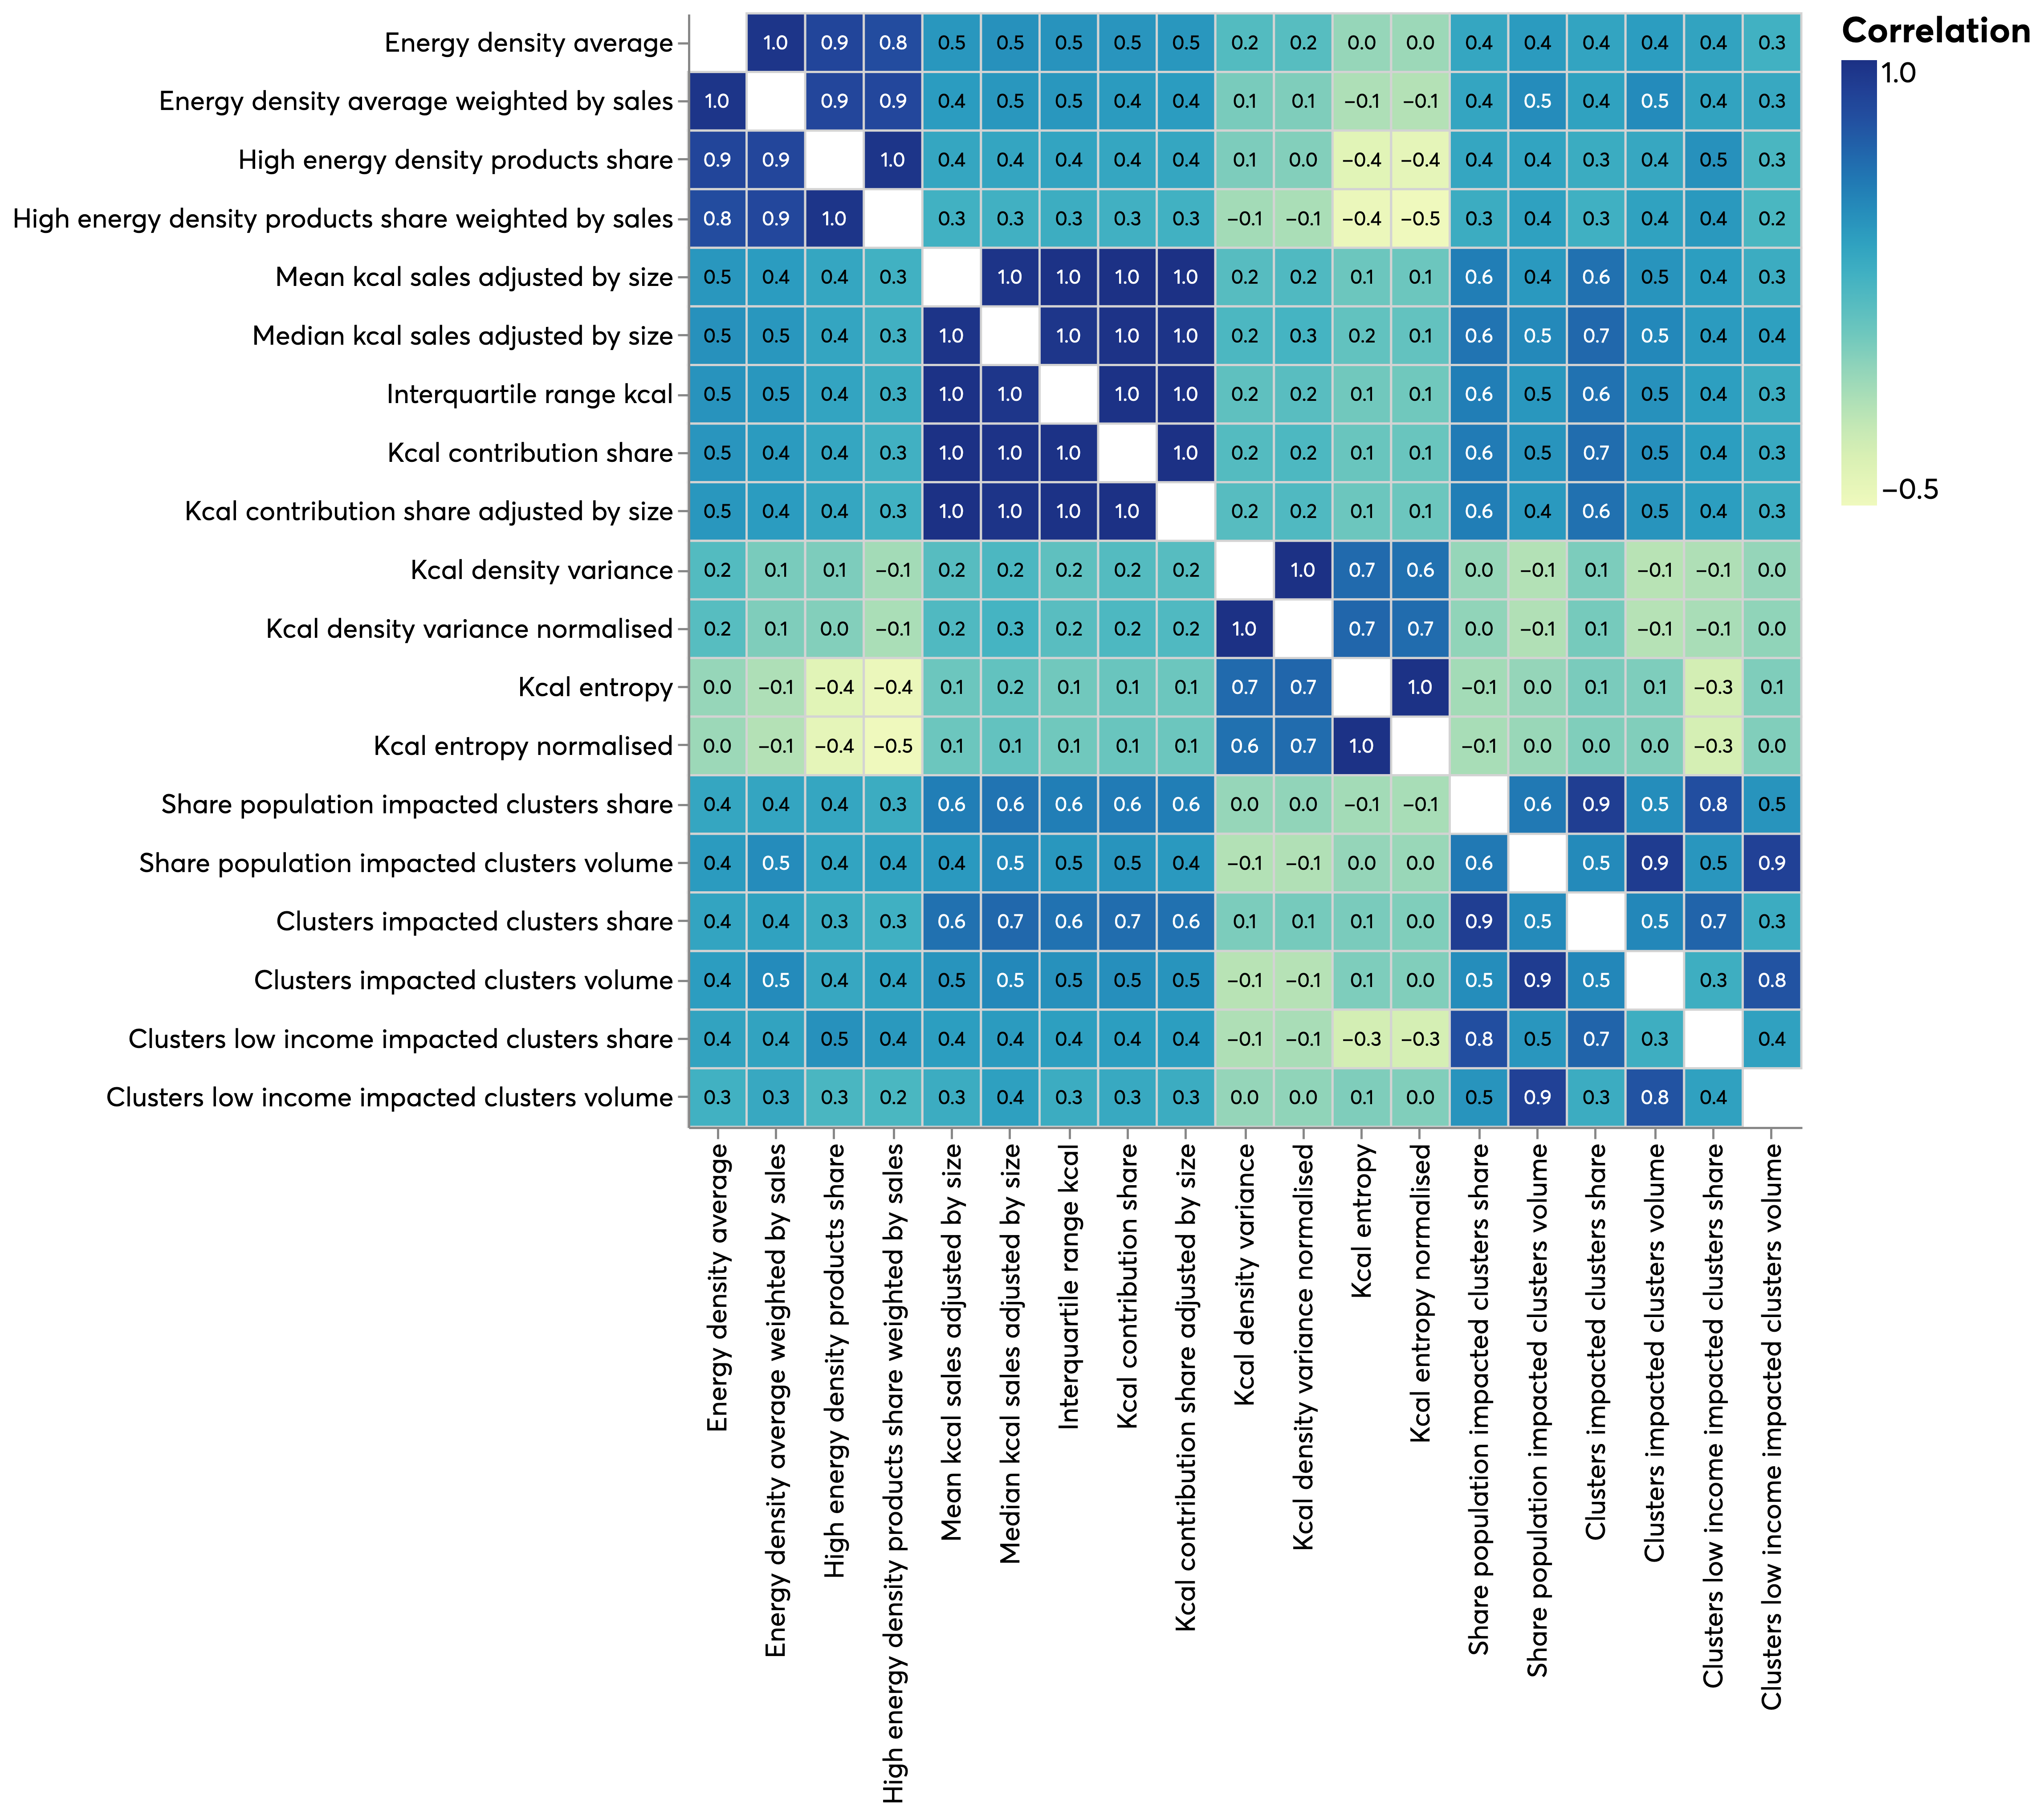 Correlation
1.0
−0.5
Energy density average 1.0 0.9 0.8 0.5 0.5 0.5 0.5 0.5 0.2 0.2 0.0 0.0 0.4 0.4 0.4 0.4 0.4 0.3
Energy density average weighted by sales 1.0 0.9 0.9 0.4 0.5 0.5 0.4 0.4 0.1 0.1 −0.1 −0.1 0.4 0.5 0.4 0.5 0.4 0.3
High energy density products share 0.9 0.9 1.0 0.4 0.4 0.4 0.4 0.4 0.1 0.0 −0.4 −0.4 0.4 0.4 0.3 0.4 0.5 0.3
High energy density products share weighted by sales 0.8 0.9 1.0 0.3 0.3 0.3 0.3 0.3 −0.1 −0.1 −0.4 −0.5 0.3 0.4 0.3 0.4 0.4 0.2
Mean kcal sales adjusted by size 0.5 0.4 0.4 0.3 1.0 1.0 1.0 1.0 0.2 0.2 0.1 0.1 0.6 0.4 0.6 0.5 0.4 0.3
Median kcal sales adjusted by size 0.5 0.5 0.4 0.3 1.0 1.0 1.0 1.0 0.2 0.3 0.2 0.1 0.6 0.5 0.7 0.5 0.4 0.4
Interquartile range kcal 0.5 0.5 0.4 0.3 1.0 1.0 1.0 1.0 0.2 0.2 0.1 0.1 0.6 0.5 0.6 0.5 0.4 0.3
Kcal contribution share 0.5 0.4 0.4 0.3 1.0 1.0 1.0 1.0 0.2 0.2 0.1 0.1 0.6 0.5 0.7 0.5 0.4 0.3
Kcal contribution share adjusted by size 0.5 0.4 0.4 0.3 1.0 1.0 1.0 1.0 0.2 0.2 0.1 0.1 0.6 0.4 0.6 0.5 0.4 0.3
Kcal density variance 0.2 0.1 0.1 −0.1 0.2 0.2 0.2 0.2 0.2 1.0 0.7 0.6 0.0 −0.1 0.1 −0.1 −0.1 0.0
Kcal density variance normalised 0.2 0.1 0.0 −0.1 0.2 0.3 0.2 0.2 0.2 1.0 0.7 0.7 0.0 −0.1 0.1 −0.1 −0.1 0.0
Kcal entropy 0.0 −0.1 −0.4 −0.4 0.1 0.2 0.1 0.1 0.1 0.7 0.7 1.0 −0.1 0.0 0.1 0.1 −0.3 0.1
Kcal entropy normalised 0.0 −0.1 −0.4 −0.5 0.1 0.1 0.1 0.1 0.1 0.6 0.7 1.0 −0.1 0.0 0.0 0.0 −0.3 0.0
Share population impacted clusters share 0.4 0.4 0.4 0.3 0.6 0.6 0.6 0.6 0.6 0.0 0.0 −0.1 −0.1 0.6 0.9 0.5 0.8 0.5
Share population impacted clusters volume 0.4 0.5 0.4 0.4 0.4 0.5 0.5 0.5 0.4 −0.1 −0.1 0.0 0.0 0.6 0.5 0.9 0.5 0.9
Clusters impacted clusters share 0.4 0.4 0.3 0.3 0.6 0.7 0.6 0.7 0.6 0.1 0.1 0.1 0.0 0.9 0.5 0.5 0.7 0.3
Clusters impacted clusters volume 0.4 0.5 0.4 0.4 0.5 0.5 0.5 0.5 0.5 −0.1 −0.1 0.1 0.0 0.5 0.9 0.5 0.3 0.8
Clusters low income impacted clusters share 0.4 0.4 0.5 0.4 0.4 0.4 0.4 0.4 0.4 −0.1 −0.1 −0.3 −0.3 0.8 0.5 0.7 0.3 0.4
Clusters low income impacted clusters volume 0.3 0.3 0.3 0.2 0.3 0.4 0.3 0.3 0.3 0.0 0.0 0.1 0.0 0.5 0.9 0.3 0.8 0.4
Energy density average
Energy density average weighted by sales
High energy density products share
High energy density products share weighted by sales
Mean kcal sales adjusted by size
Median kcal sales adjusted by size
Interquartile range kcal
Kcal contribution share
Kcal contribution share adjusted by size
Kcal density variance
Kcal density variance normalised
Kcal entropy
Kcal entropy normalised
Share population impacted clusters share
Share population impacted clusters volume
Clusters impacted clusters share
Clusters impacted clusters volume
Clusters low income impacted clusters share
Clusters low income impacted clusters volume